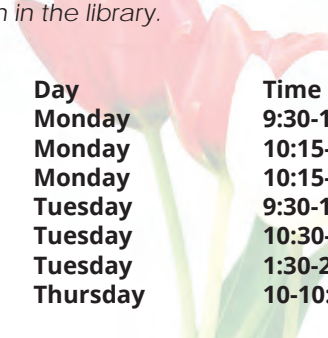 in the library.
Day Time
Monday 9:30-1
Monday 10:15-
Monday 10:15-
Tuesday 9:30-1
Tuesday 10:30-
Tuesday 1:30-2
Thursday 10-10: